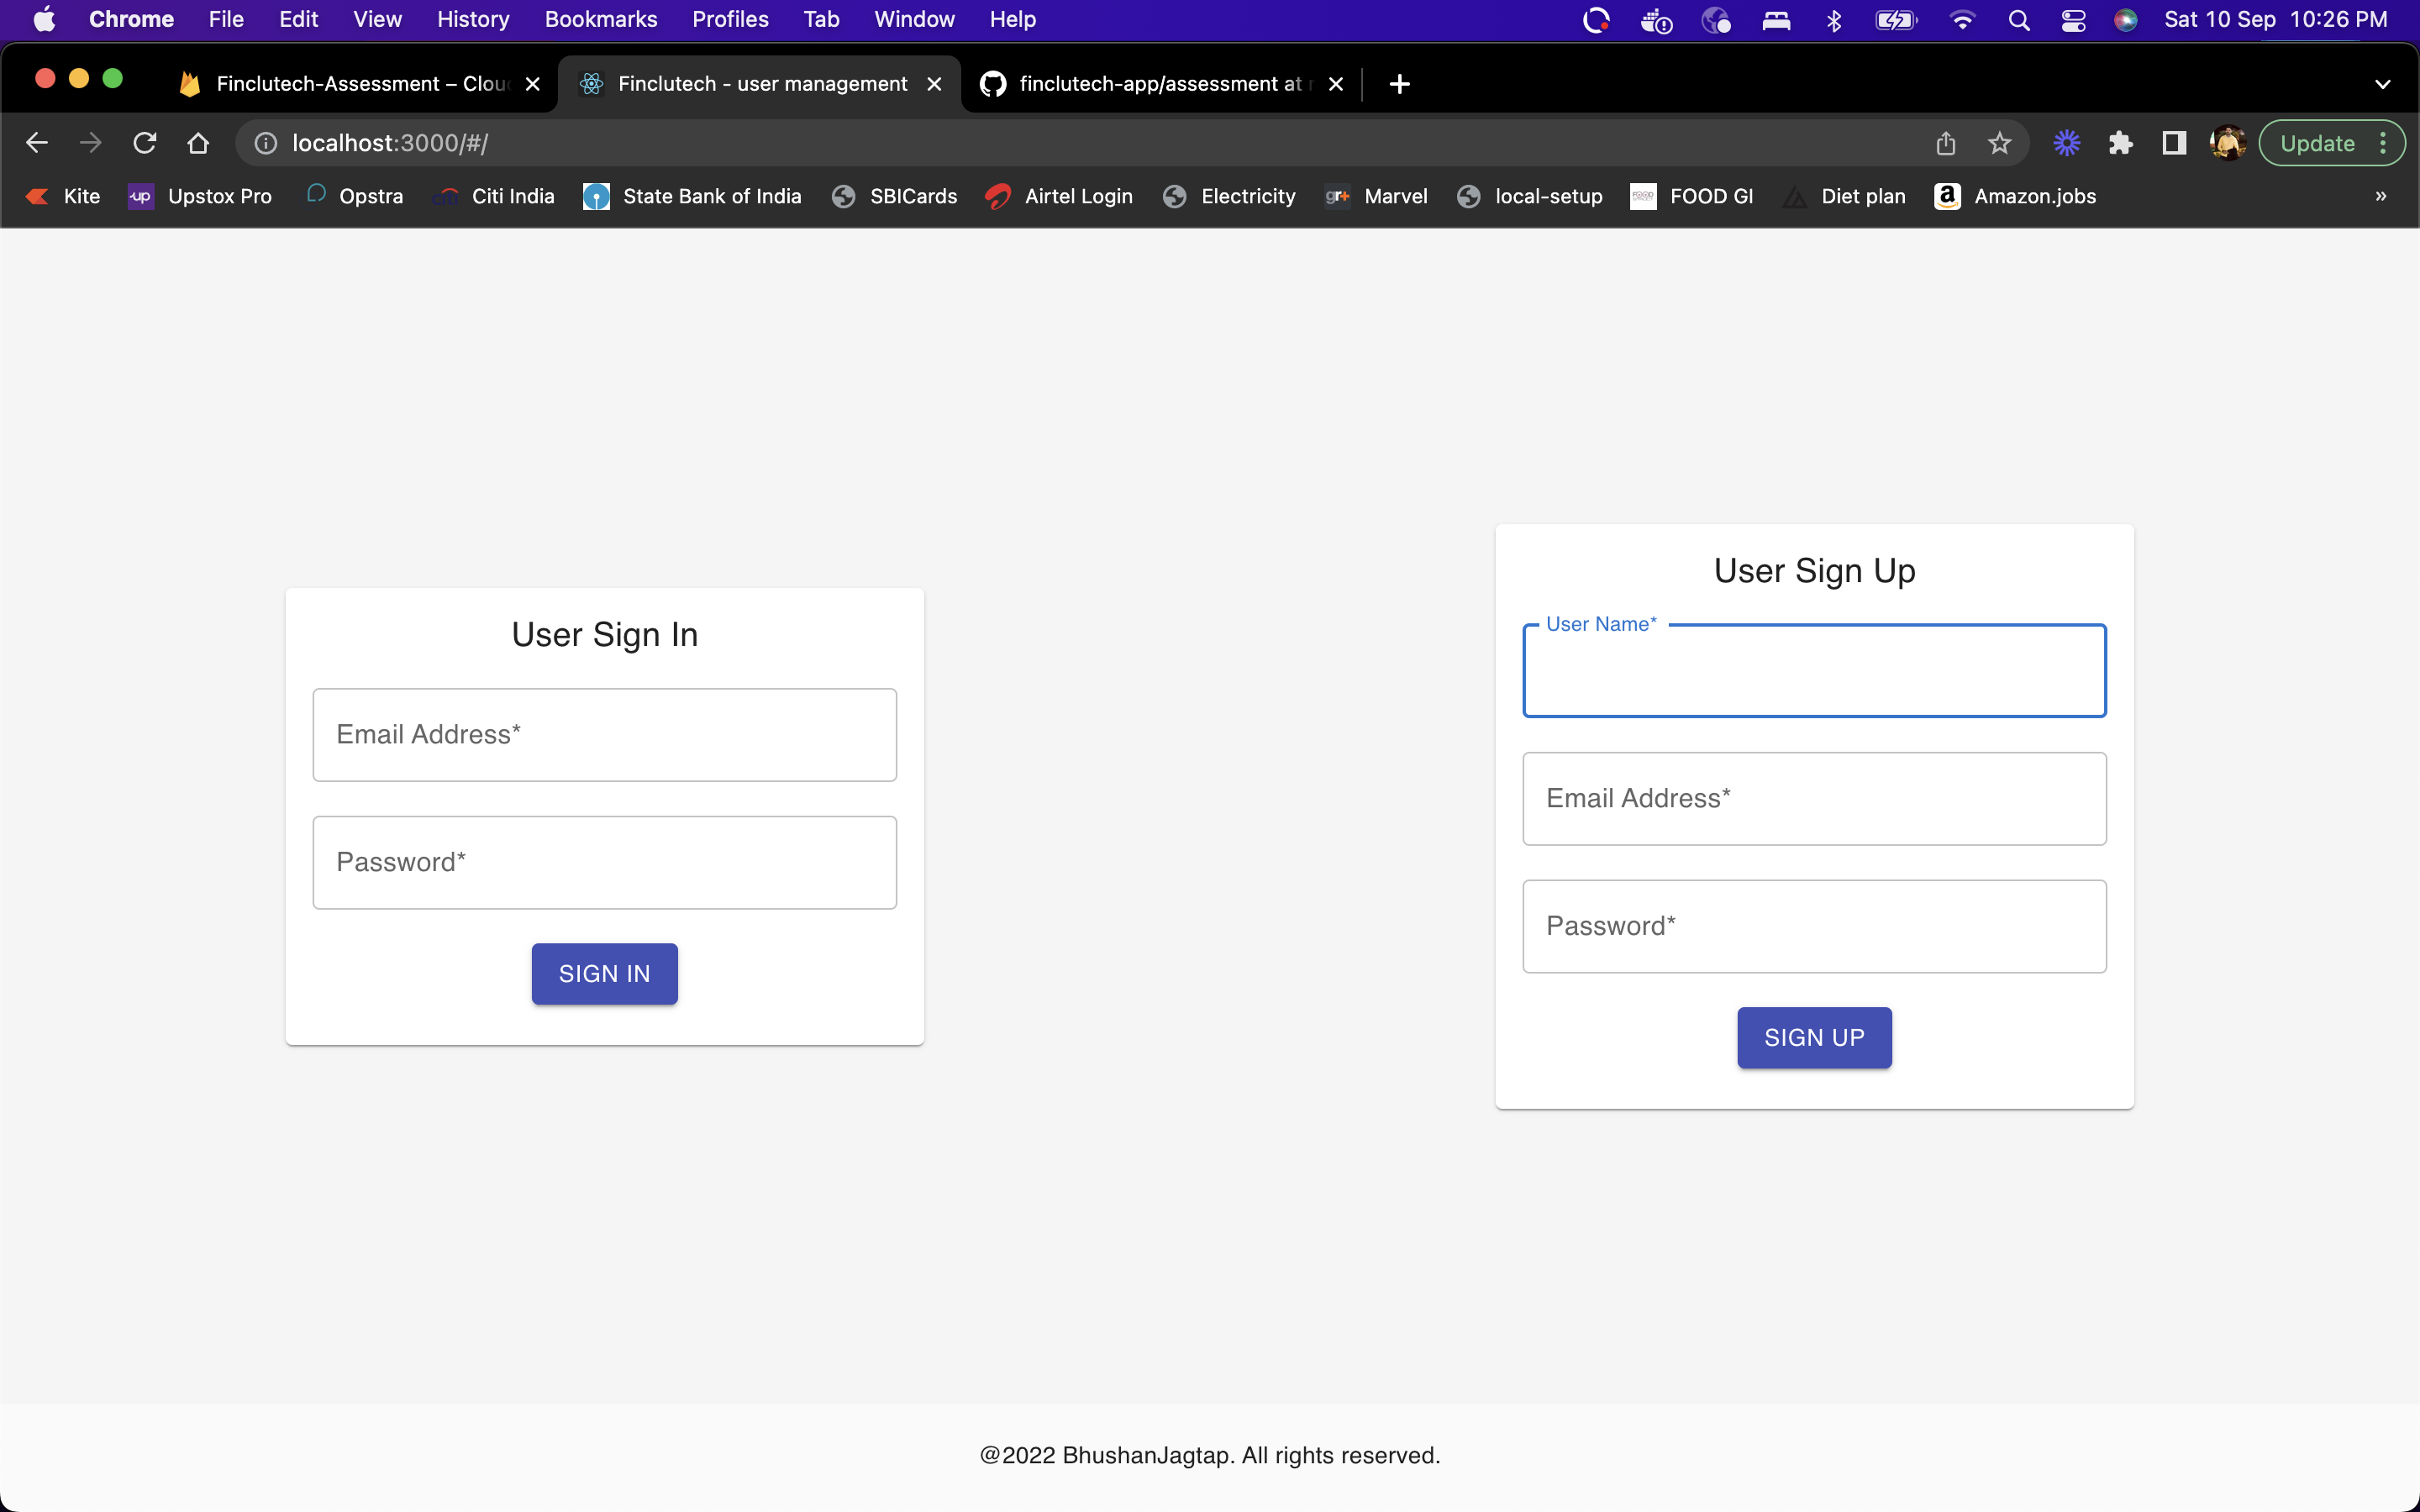 Chrome File Edit View History Bookmarks Profiles Tab Window Help Sat 10 Sep 10:26 PM
Finclutech-Assessment – Clou Finclutech - user management finclutech-app/assessment at
localhost:3000/#/ Update
Kite up Upstox Pro Opstra citi Citi India State Bank of India SBICards Airtel Login Electricity gr+ Marvel local-setup FOOD GI Diet plan a Amazon.jobs »
User Sign In
Email Address*
Password*
SIGN IN
User Sign Up
User Name*
Email Address*
Password*
SIGN UP
@2022 BhushanJagtap. All rights reserved.